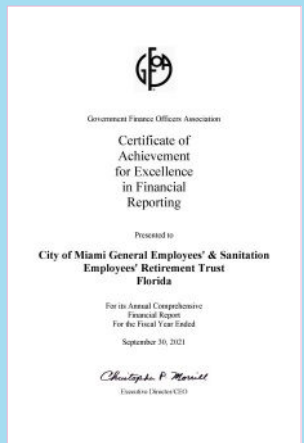 GFOA
Government Finance Officers Association
Certificate of
Achievement
for Excellence
in Financial
Reporting
Presented to
City of Miami General Employees' & Sanitation
Employees' Retirement Trust
Florida
For its Annual Comprehensive
Financial Report
For the Fiscal Year Ended
September 30, 2021
Christopher P. Morrill
Executive Director/CEO